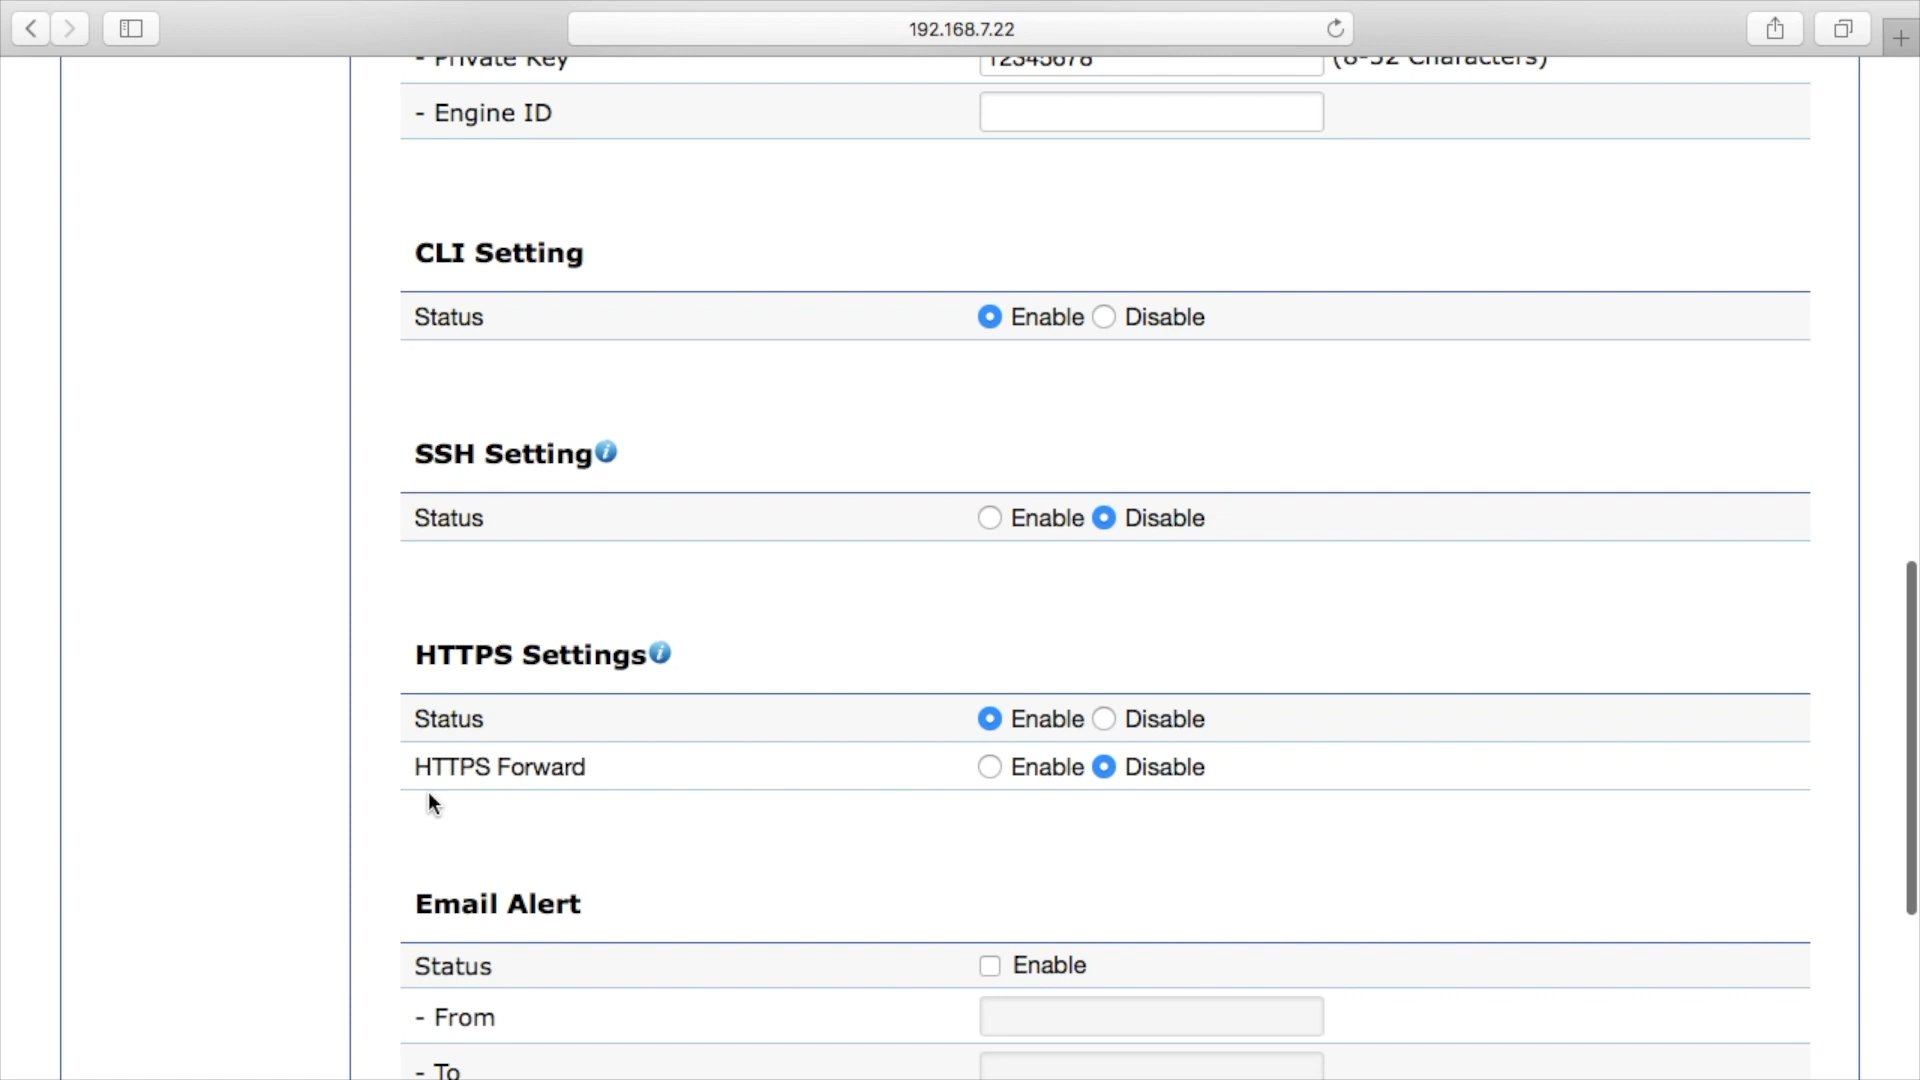 192.168.7.22
- Private Key 12345678 (8-32 Characters)
- Engine ID
CLI Setting
Status Enable Disable
SSH Setting
Status Enable Disable
HTTPS Settings
Status Enable Disable
HTTPS Forward Enable Disable
Email Alert
Status Enable
- From
- To